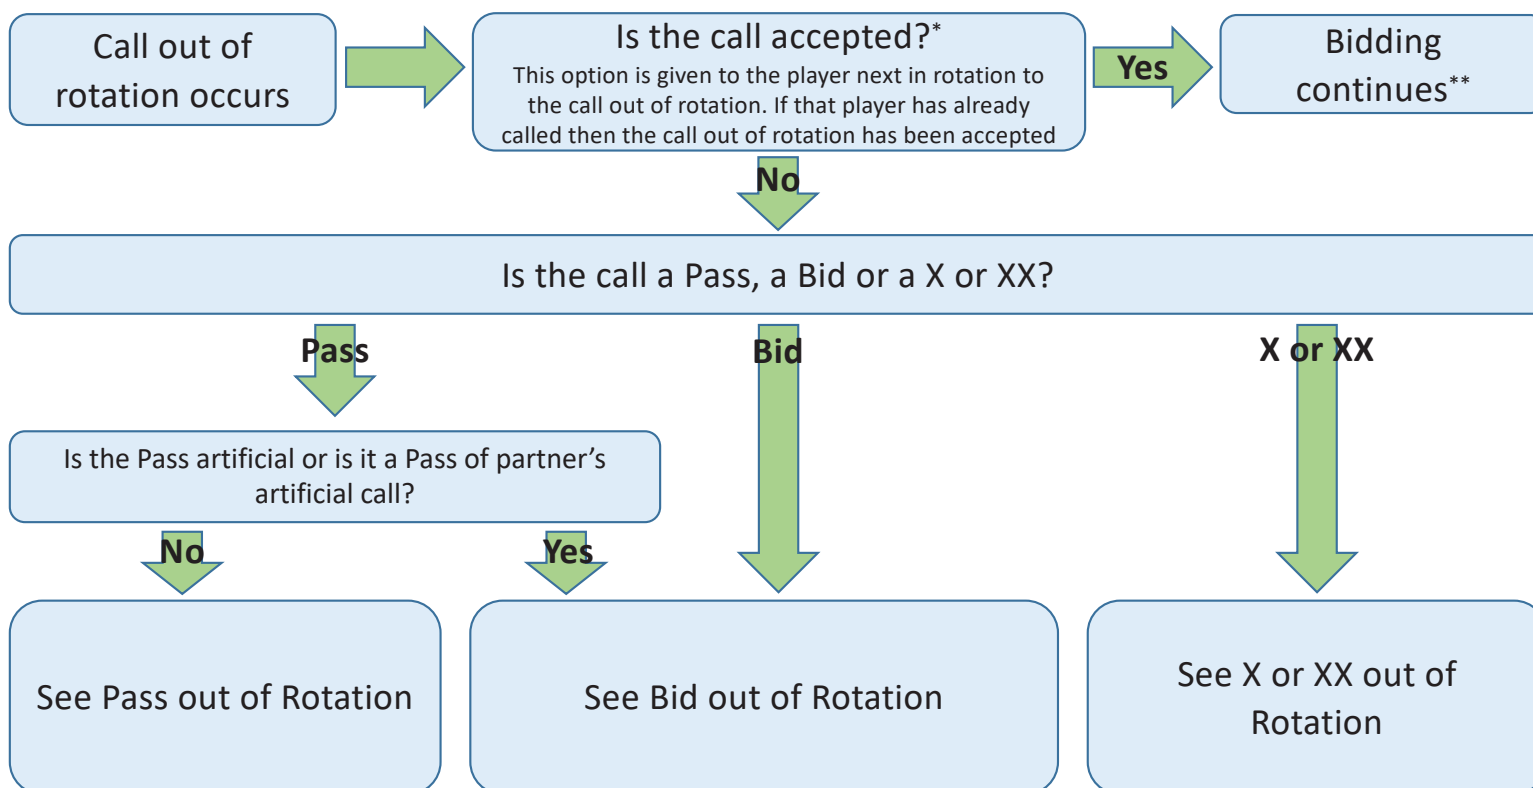 Call out of
rotation occurs
Is the call accepted?*
This option is given to the player next in rotation to
the call out of rotation. If that player has already
called then the call out of rotation has been accepted
Yes
Bidding
continues**
No
Is the call a Pass, a Bid or a X or XX?
Pass
Bid
X or XX
Is the Pass artificial or is it a Pass of partner’s
artificial call?
No
Yes
See Pass out of Rotation
See Bid out of Rotation
See X or XX out of
Rotation